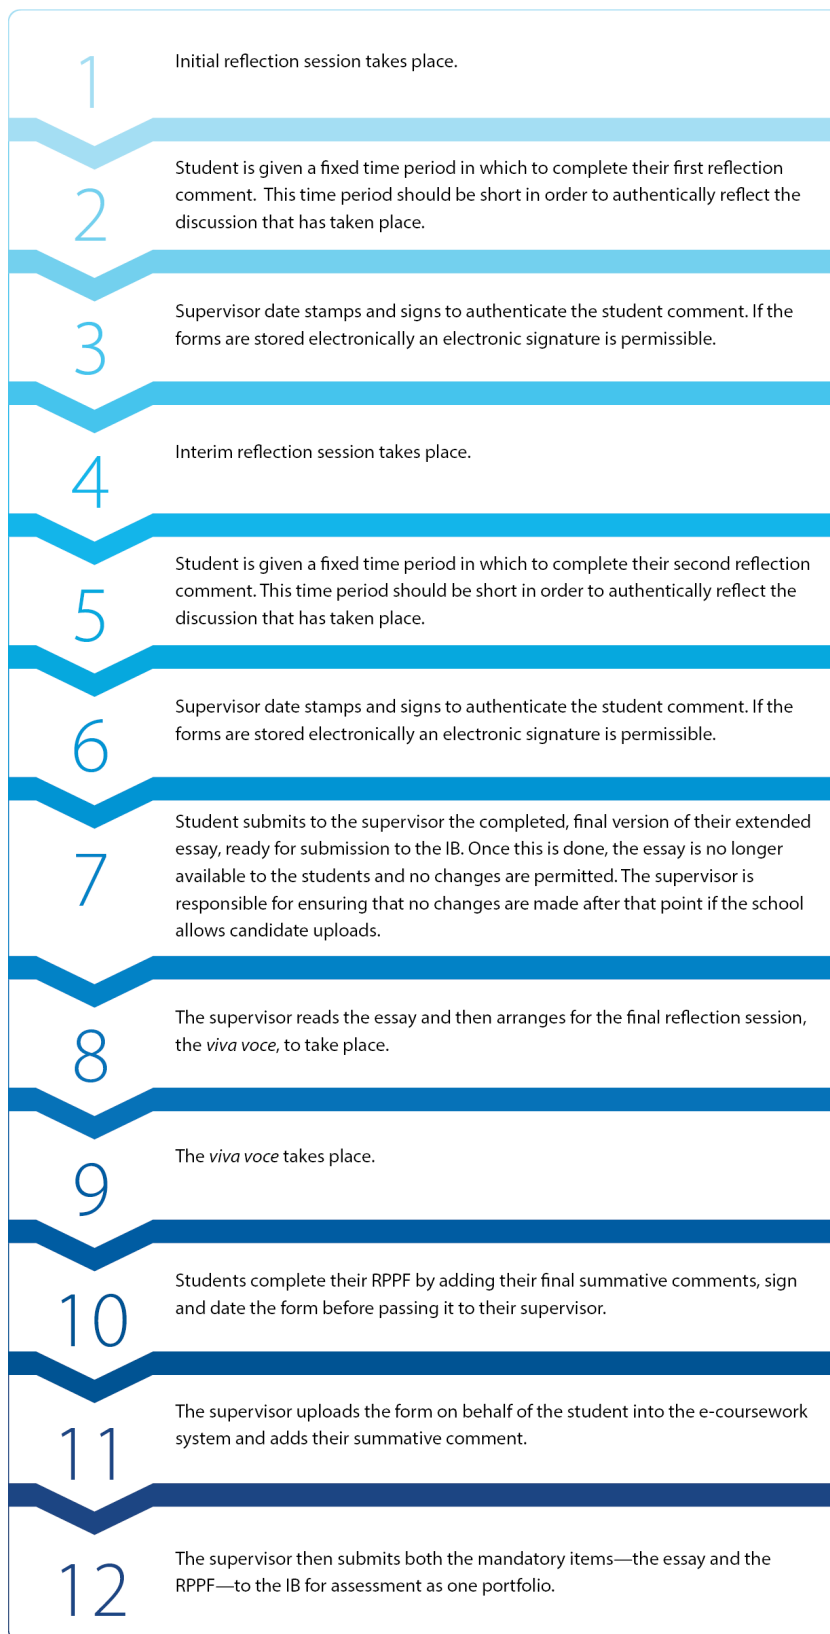 1
Initial reflection session takes place.
2
Student is given a fixed time period in which to complete their first reflection
comment.  This time period should be short in order to authentically reflect the
discussion that has taken place.
3
Supervisor date stamps and signs to authenticate the student comment. If the
forms are stored electronically an electronic signature is permissible.
4
Interim reflection session takes place.
5
Student is given a fixed time period in which to complete their second reflection
comment. This time period should be short in order to authentically reflect the
discussion that has taken place.
6
Supervisor date stamps and signs to authenticate the student comment. If the
forms are stored electronically an electronic signature is permissible.
7
Student submits to the supervisor the completed, final version of their extended
essay, ready for submission to the IB. Once this is done, the essay is no longer
available to the students and no changes are permitted. The supervisor is
responsible for ensuring that no changes are made after that point if the school
allows candidate uploads.
8
The supervisor reads the essay and then arranges for the final reflection session,
the viva voce, to take place.
9
The viva voce takes place.
10
Students complete their RPPF by adding their final summative comments, sign
and date the form before passing it to their supervisor.
11
The supervisor uploads the form on behalf of the student into the e-coursework
system and adds their summative comment.
12
The supervisor then submits both the mandatory items—the essay and the
RPPF—to the IB for assessment as one portfolio.